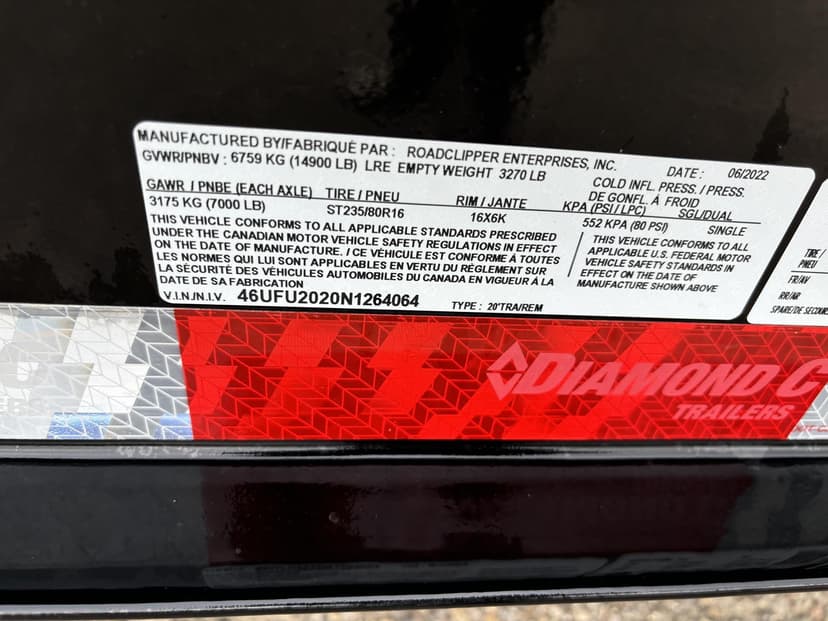 MANUFACTURED BY/FABRIQUÉ PAR : ROADCLIPPER ENTERPRISES, INC. DATE : 06/2022
GVWR/PNBV : 6759 KG (14900 LB) LRE EMPTY WEIGHT 3270 LB COLD INFL. PRESS. / PRESS.
DE GONFL. À FROID
GAWR / PNBE (EACH AXLE) TIRE / PNEU RIM / JANTE KPA (PSI / LPC) SGL/DUAL
3175 KG (7000 LB) ST235/80R16 16X6K 552 KPA (80 PSI) SINGLE
THIS VEHICLE CONFORMS TO ALL APPLICABLE STANDARDS PRESCRIBED
UNDER THE CANADIAN MOTOR VEHICLE SAFETY REGULATIONS IN EFFECT
ON THE DATE OF MANUFACTURE. / CE VÉHICULE EST CONFORME À TOUTES
LES NORMES QUI LUI SONT APPLICABLES EN VERTU DU RÈGLEMENT SUR
LA SÉCURITÉ DES VÉHICULES AUTOMOBILES DU CANADA EN VIGUEUR À LA
DATE DE SA FABRICATION
THIS VEHICLE CONFORMS TO ALL
APPLICABLE U.S. FEDERAL MOTOR
VEHICLE SAFETY STANDARDS IN
EFFECT ON THE DATE OF
MANUFACTURE SHOWN ABOVE
V.I.N./N.I.V. 46UFU2020N1264064 TYPE : 20'TRA/REM
TIRE /
PNEU
FR/AV
RR/AR
SPARE/DE SECOURS
DIAMOND C
TRAILERS